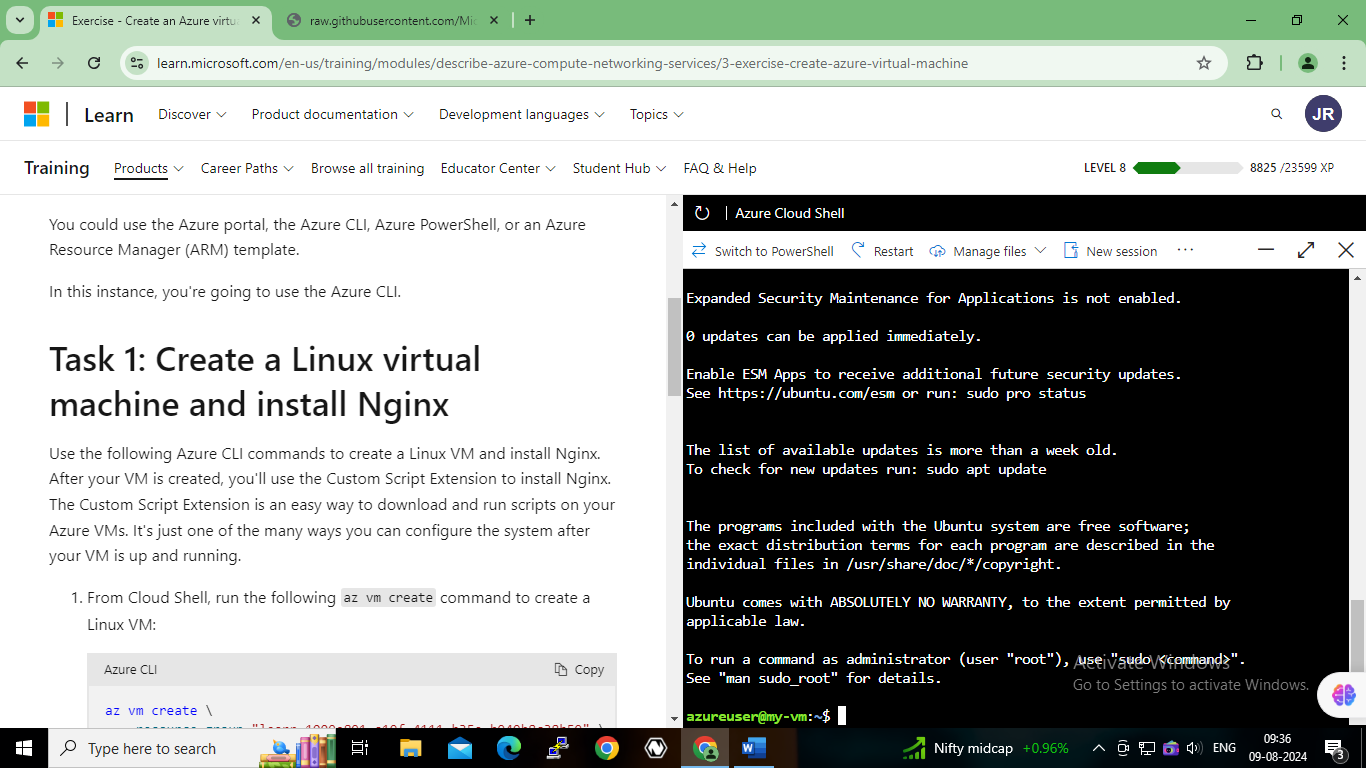 Exercise - Create an Azure virtu
raw.githubusercontent.com/Mic
learn.microsoft.com/en-us/training/modules/describe-azure-compute-networking-services/3-exercise-create-azure-virtual-machine
Learn
Discover
Product documentation
Development languages
Topics
JR
Training
Products
Career Paths
Browse all training
Educator Center
Student Hub
FAQ & Help
LEVEL 8
8825 /23599 XP
You could use the Azure portal, the Azure CLI, Azure PowerShell, or an Azure
Resource Manager (ARM) template.
In this instance, you're going to use the Azure CLI.
Task 1: Create a Linux virtual
machine and install Nginx
Use the following Azure CLI commands to create a Linux VM and install Nginx.
After your VM is created, you'll use the Custom Script Extension to install Nginx.
The Custom Script Extension is an easy way to download and run scripts on your
Azure VMs. It's just one of the many ways you can configure the system after
your VM is up and running.
1. From Cloud Shell, run the following az vm create command to create a
Linux VM:
Azure CLI
Copy
az vm create \
Azure Cloud Shell
Switch to PowerShell
Restart
Manage files
New session
Expanded Security Maintenance for Applications is not enabled.
0 updates can be applied immediately.
Enable ESM Apps to receive additional future security updates.
See https://ubuntu.com/esm or run: sudo pro status
The list of available updates is more than a week old.
To check for new updates run: sudo apt update
The programs included with the Ubuntu system are free software;
the exact distribution terms for each program are described in the
individual files in /usr/share/doc/*/copyright.
Ubuntu comes with ABSOLUTELY NO WARRANTY, to the extent permitted by
applicable law.
To run a command as administrator (user "root"), use "sudo <command>".
See "man sudo_root" for details.
azureuser@my-vm:~$
Activate Windows
Go to Settings to activate Windows.
Type here to search
Nifty midcap +0.96%
ENG
09:36
09-08-2024
3